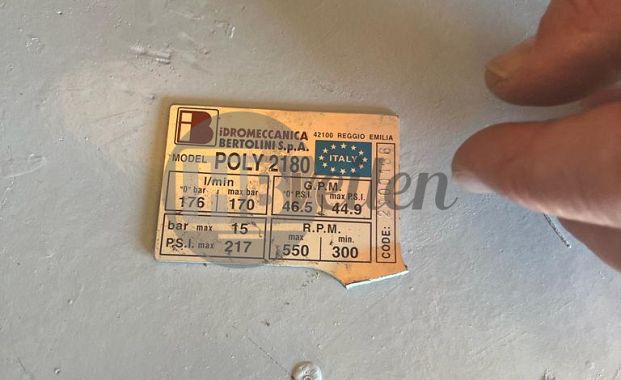 iDROMECCANICA
BERTOLINI S.p.A.
42100 REGGIO EMILIA
MODEL POLY 2180
ITALY
l/min
"0" bar max bar
176 170
G.P.M.
"0" P.S.I. max P.S.I.
46.5 44.9
bar max 15
P.S.I. max 217
R.P.M.
max min.
550 300
CODE: